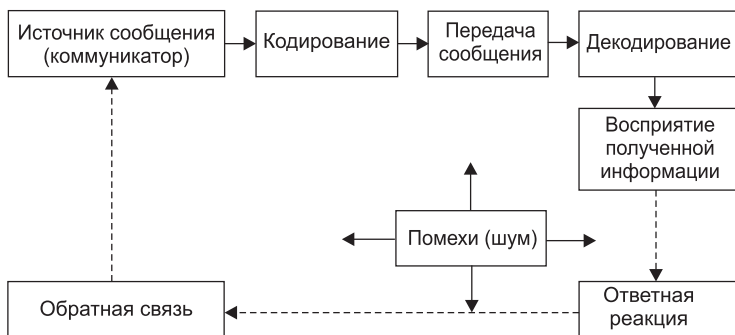 Источник сообщения
(коммуникатор)
Кодирование
Передача
сообщения
Декодирование
Восприятие
полученной
информации
Помехи (шум)
Обратная связь
Ответная
реакция